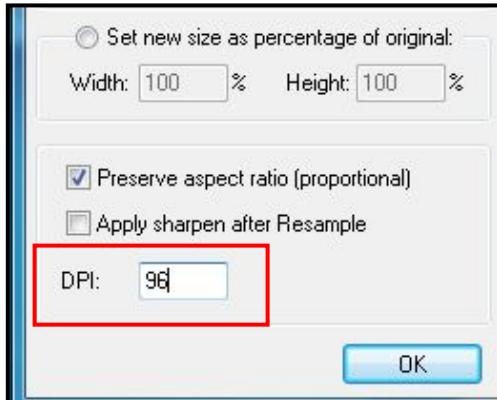 Set new size as percentage of original:
Width: 100 % Height: 100 %
Preserve aspect ratio (proportional)
Apply sharpen after Resample
DPI: 96
OK